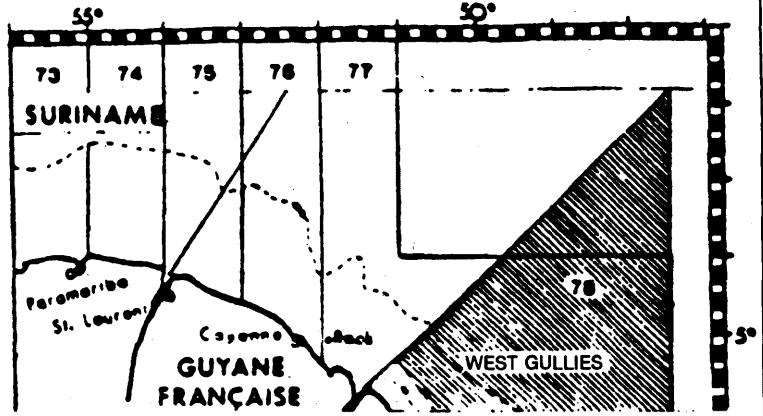 55° 50°
73 74 75 76 77
SURINAME
78
Paramaribo
St. Laurent
Cayenne
5°
WEST GULLIES
GUYANE
FRANÇAISE